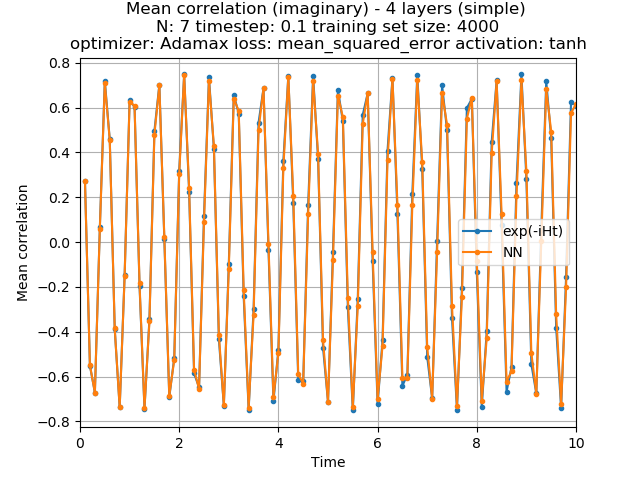 Mean correlation (imaginary) - 4 layers (simple)
N: 7 timestep: 0.1 training set size: 4000
optimizer: Adamax loss: mean_squared_error activation: tanh
0.8
0.6
0.4
0.2
0.0
−0.2
−0.4
−0.6
−0.8
Mean correlation
exp(-iHt)
NN
0
2
4
6
8
10
Time